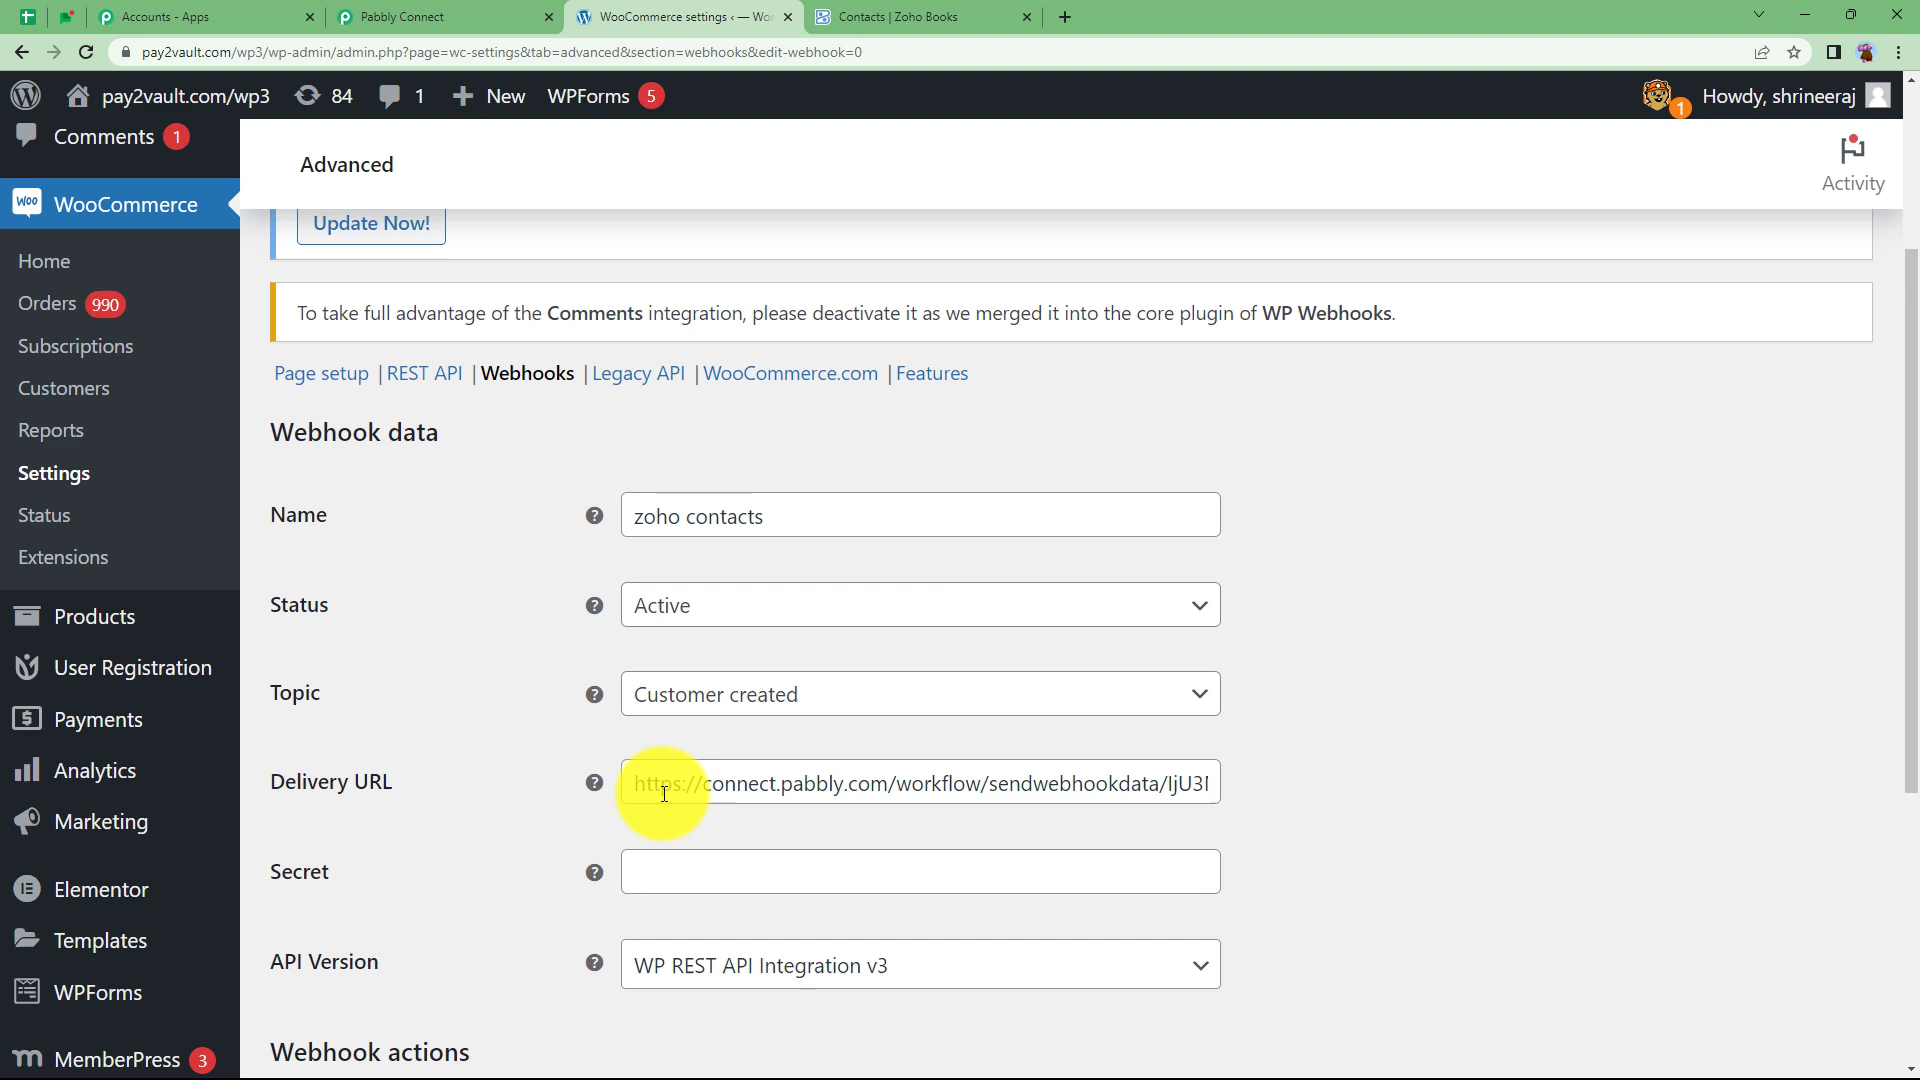 Accounts - Apps
Pabbly Connect
WooCommerce settings ‹ — Wor
Contacts | Zoho Books
pay2vault.com/wp3/wp-admin/admin.php?page=wc-settings&tab=advanced&section=webhooks&edit-webhook=0
pay2vault.com/wp3
84
1
New
WPForms 5
1
Howdy, shrineeraj
Comments 1
Advanced
Activity
WOO WooCommerce
Update Now!
Home
Orders 990
To take full advantage of the Comments integration, please deactivate it as we merged it into the core plugin of WP Webhooks.
Subscriptions
Page setup | REST API | Webhooks | Legacy API | WooCommerce.com | Features
Customers
Reports
Webhook data
Settings
Status
Name
zoho contacts
Extensions
Status
Active
Products
User Registration
Topic
Customer created
Payments
Analytics
Delivery URL
https://connect.pabbly.com/workflow/sendwebhookdata/IjU3I
Marketing
Secret
Elementor
Templates
API Version
WP REST API Integration v3
WPForms
Webhook actions
MemberPress 3